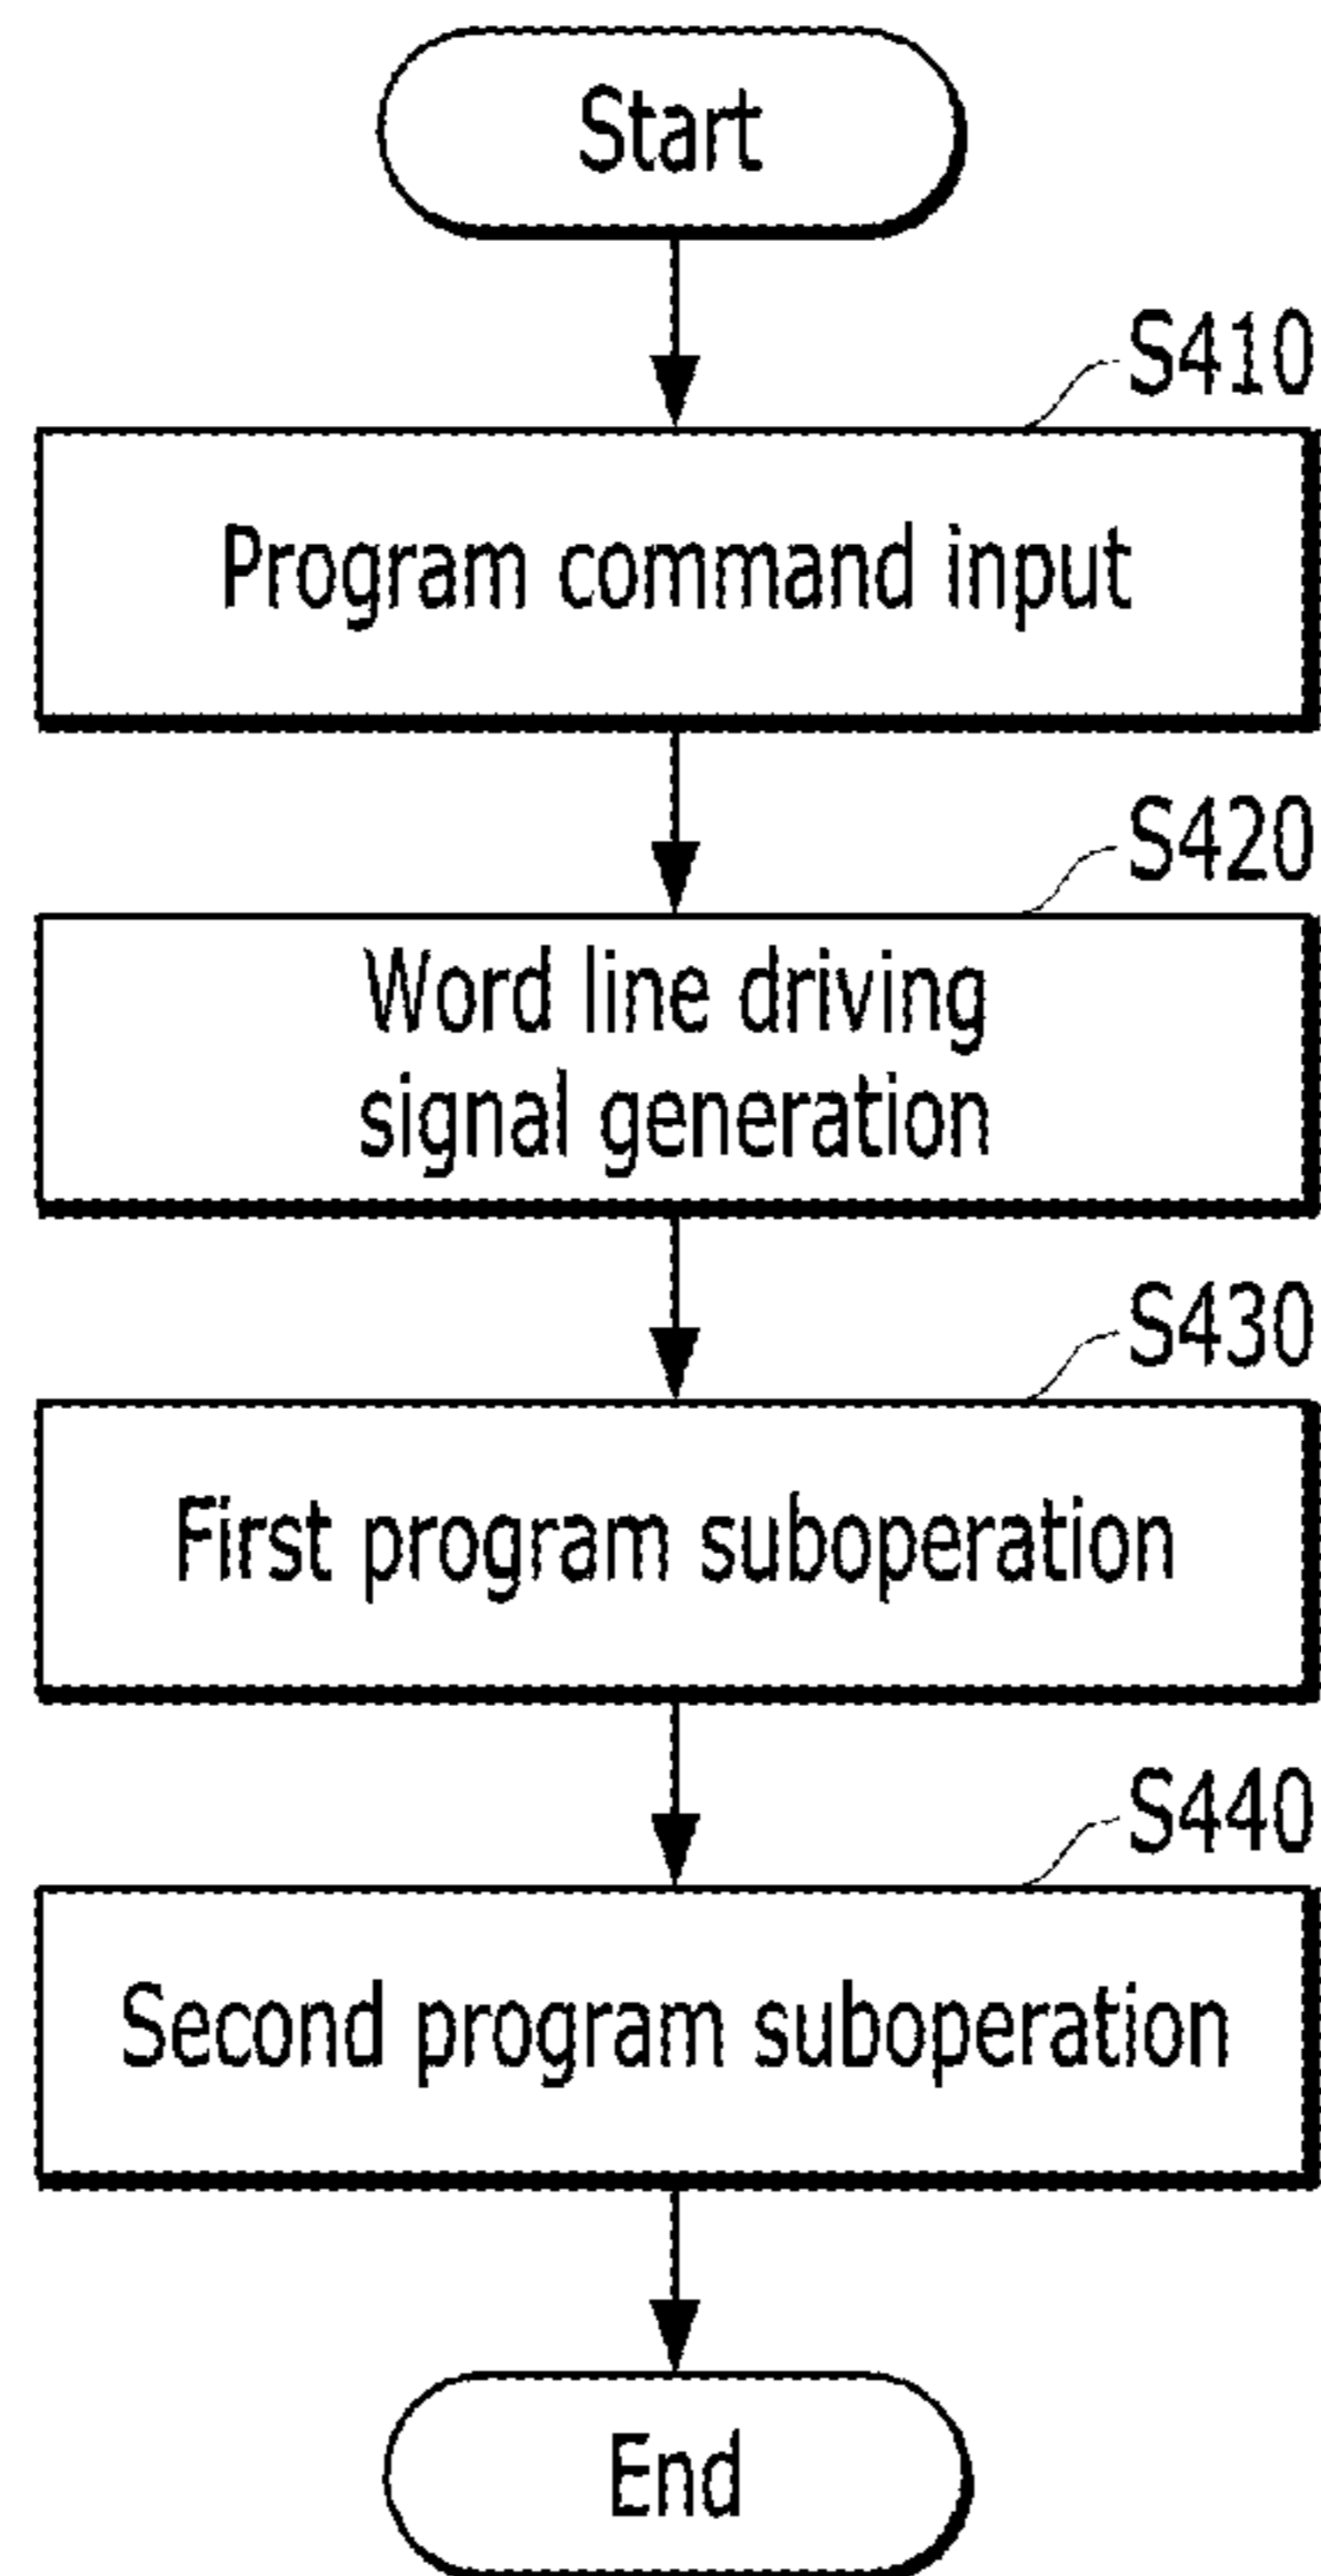 Start
S410
Program command input
S420
Word line driving
signal generation
S430
First program suboperation
S440
Second program suboperation
End